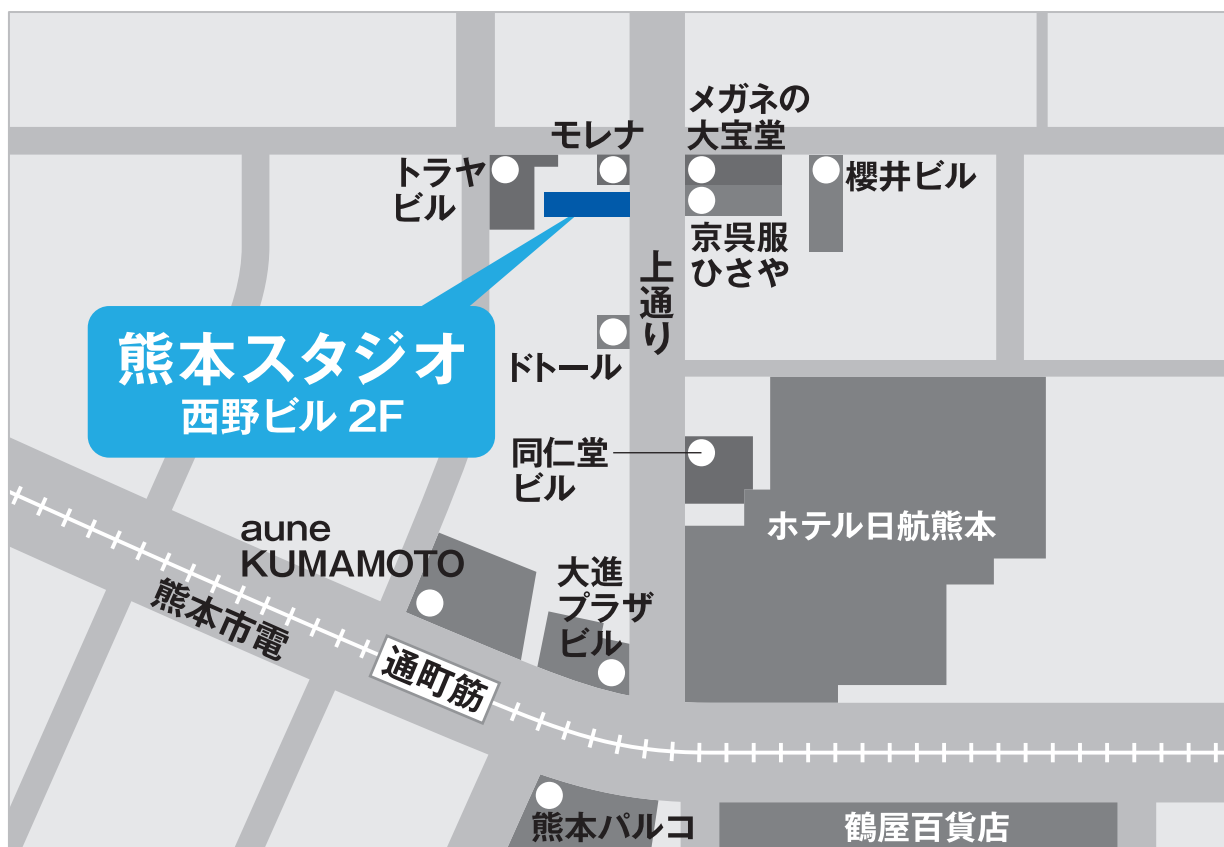 メガネの
大宝堂
モレナ
トラヤ
ビル
櫻井ビル
京呉服
ひさや
上通り
熊本スタジオ
西野ビル 2F
ドトール
同仁堂
ビル
ホテル日航熊本
aune
KUMAMOTO
大進
プラザ
ビル
熊本市電
通町筋
熊本パルコ
鶴屋百貨店